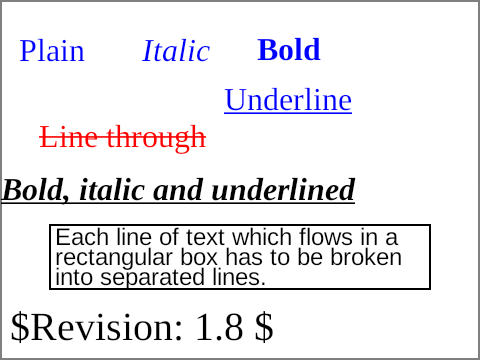 Plain Italic Bold
Underline
Line through
Bold, italic and underlined
Each line of text which flows in a
rectangular box has to be broken
into separated lines.
$Revision: 1.8 $